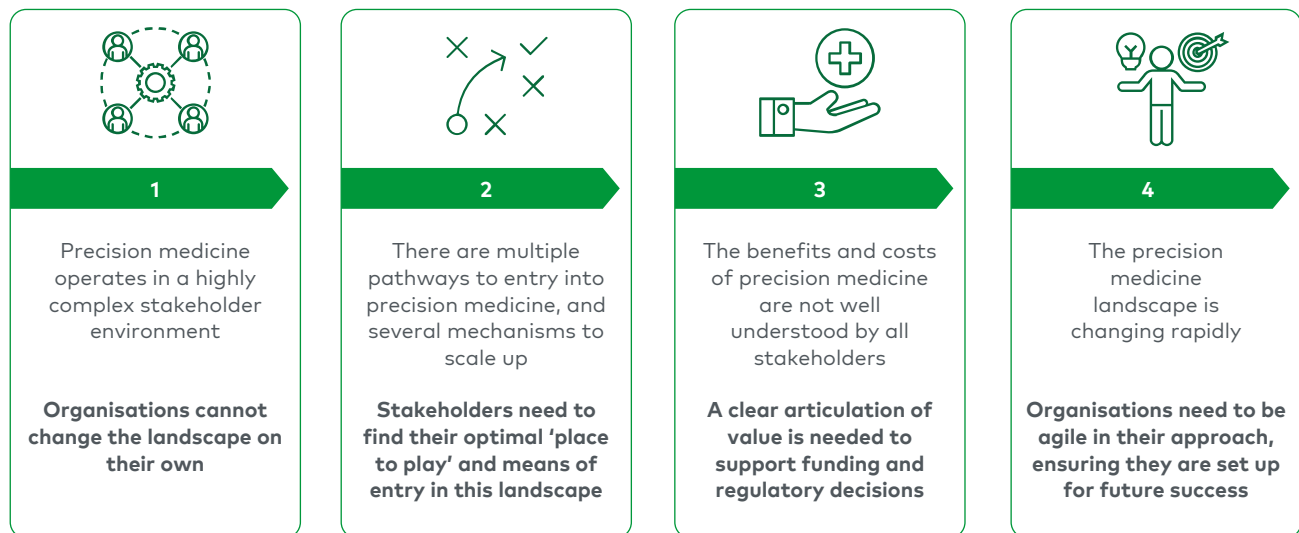 1
Precision medicine
operates in a highly
complex stakeholder
environment
Organisations cannot
change the landscape on
their own
2
There are multiple
pathways to entry into
precision medicine, and
several mechanisms to
scale up
Stakeholders need to
find their optimal ‘place
to play’ and means of
entry in this landscape
3
The benefits and costs
of precision medicine
are not well
understood by all
stakeholders
A clear articulation of
value is needed to
support funding and
regulatory decisions
4
The precision
medicine
landscape is
changing rapidly
Organisations need to be
agile in their approach,
ensuring they are set up
for future success